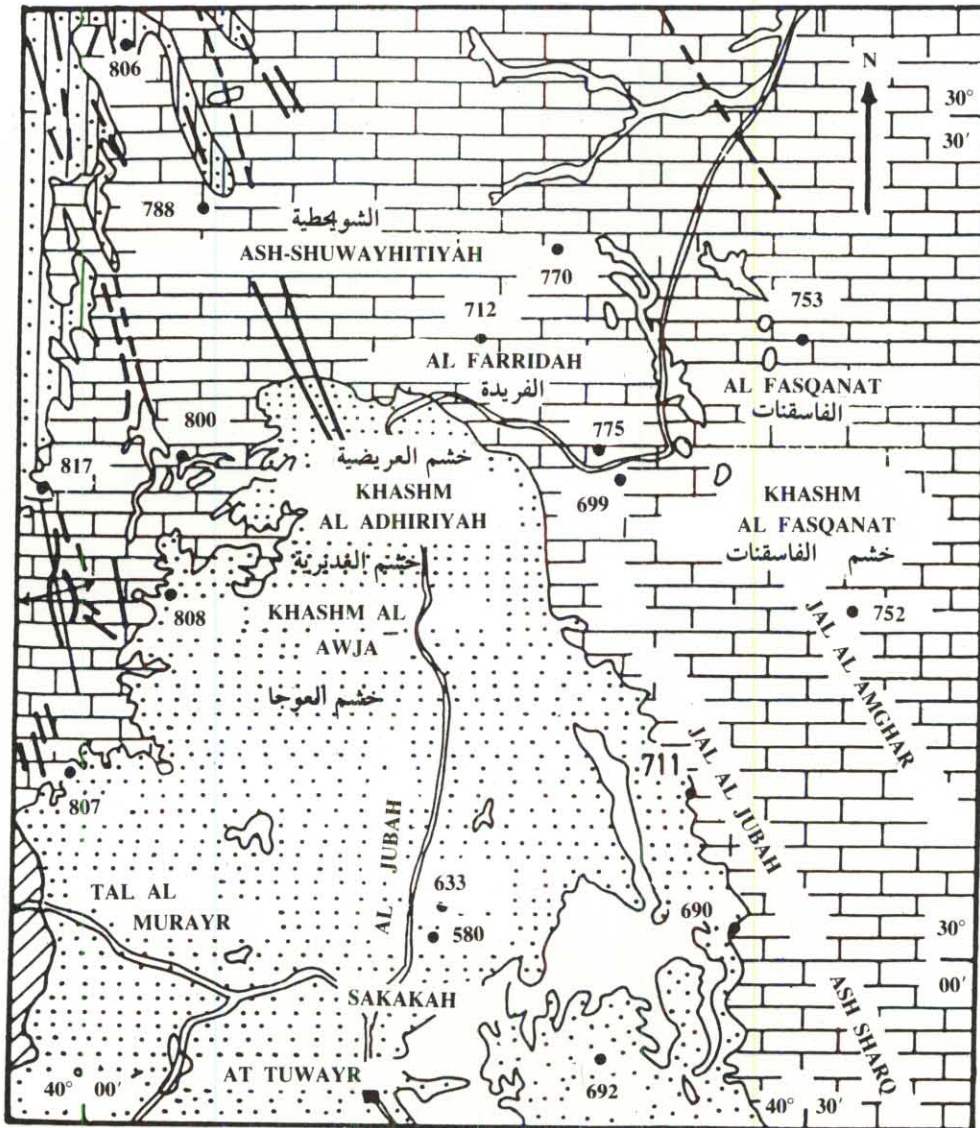 806
N
30°
30′
788
الشويحطية
ASH-SHUWAYHITIYAH
770
753
712
AL FARRIDAH
الفريدة
AL FASQANAT
الفاسقنات
800
775
817
خشم العريضية
KHASHM
AL ADHIRIYAH
699
KHASHM
AL FASQANAT
خشم الفاسقنات
خشم الغديرية
808
KHASHM AL
AWJA
752
JAL AL AMGHAR
خشم العوجا
711
JAL AL JUBAH
807
AL JUBAH
TAL AL
MURAYR
633
690
580
30°
00′
SAKAKAH
ASH SHARQ
AT TUWAYR
692
40° 00′
40° 30′